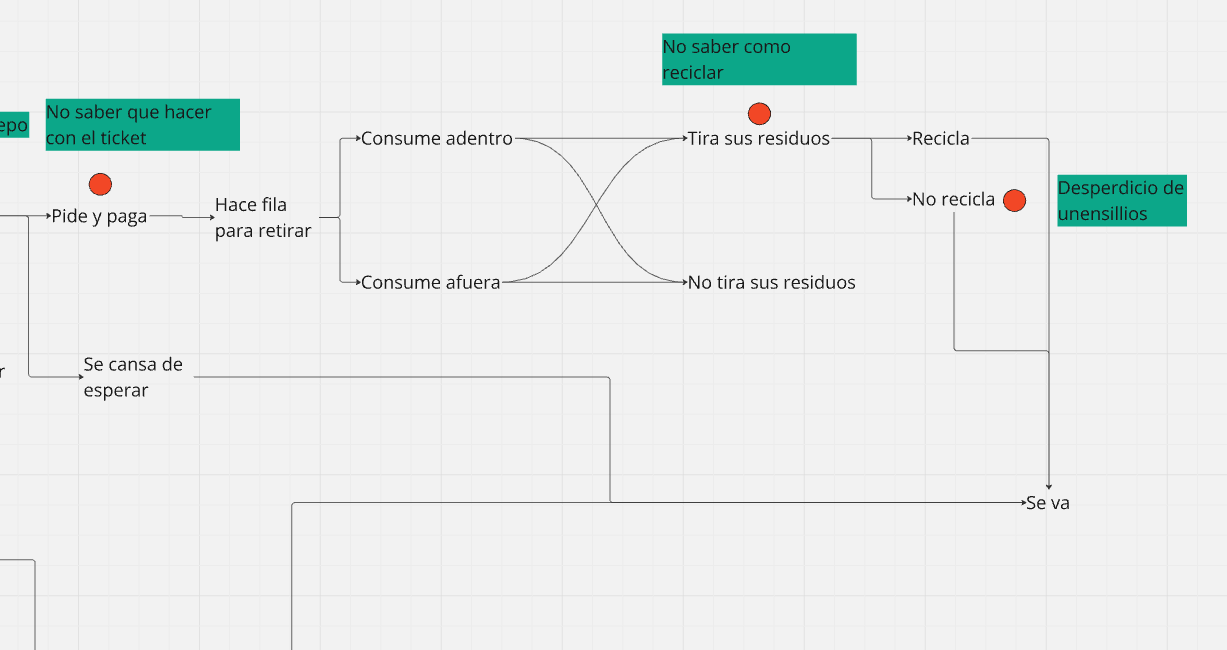 No saber como
reciclar
epo
No saber que hacer
con el ticket
Consume adentro
Tira sus residuos
Recicla
Desperdicio de
unensillios
No recicla
Pide y paga
Hace fila
para retirar
Consume afuera
No tira sus residuos
r
Se cansa de
esperar
Se va